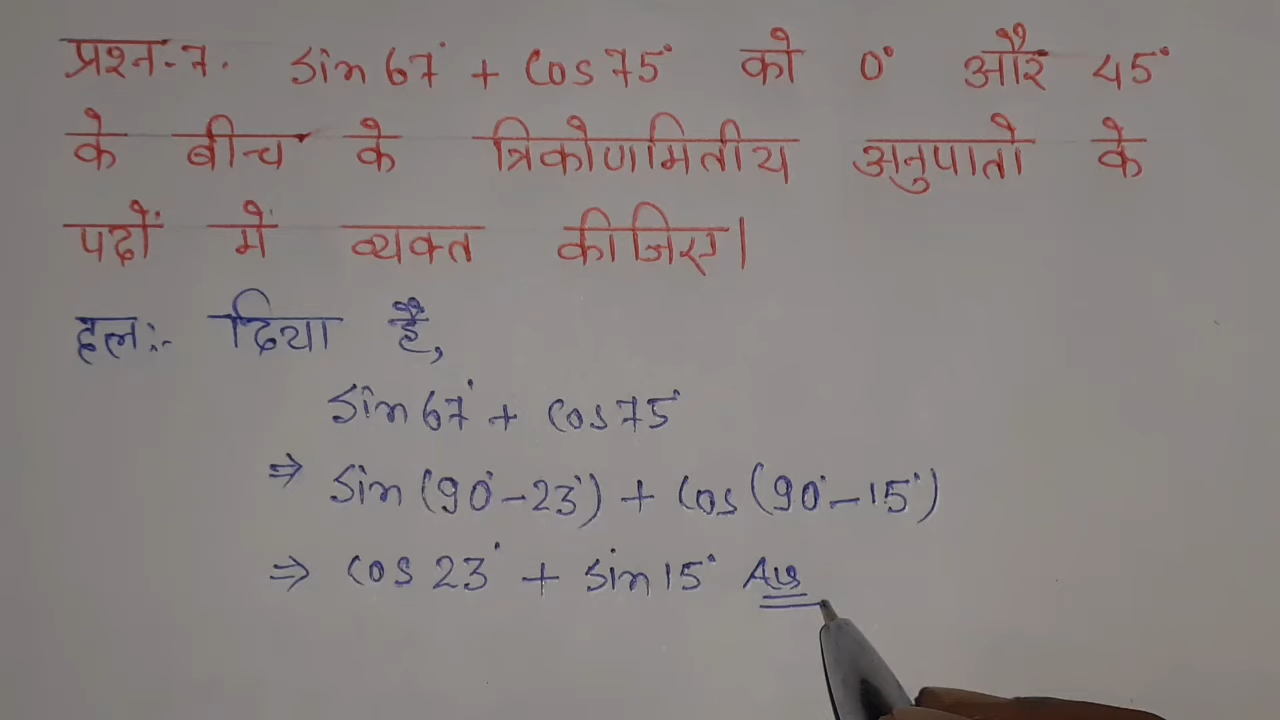 प्रश्न-7. sin 67° + cos 75° को 0° और 45°
के बीच के त्रिकोणमितीय अनुपातो के
पदों में व्यक्त कीजिए।
हल:- दिया है,
sin 67° + cos 75°
⇒ sin (90° - 23°) + cos (90° - 15°)
⇒ cos 23° + sin 15° Ans